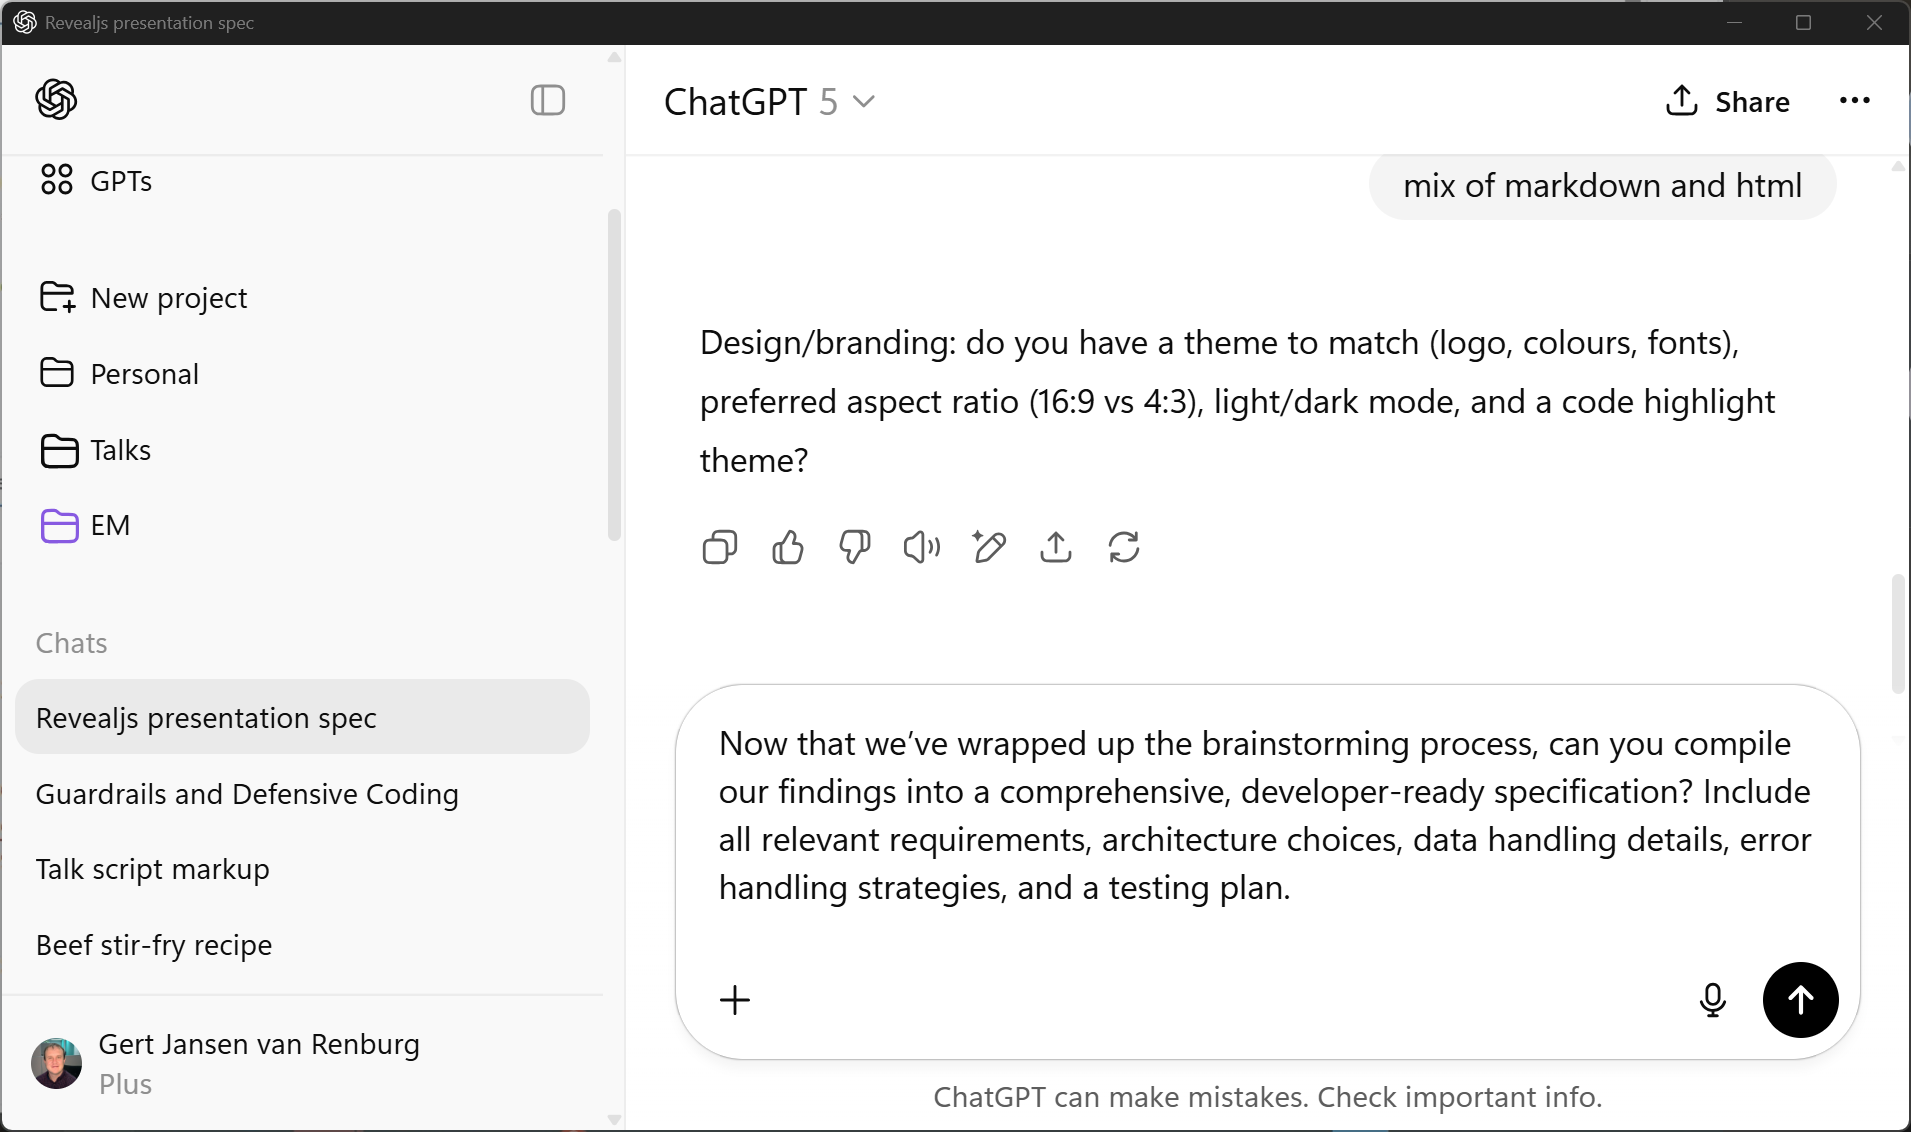 Revealjs presentation spec
GPTs
New project
Personal
Talks
EM
Chats
Revealjs presentation spec
Guardrails and Defensive Coding
Talk script markup
Beef stir-fry recipe
Gert Jansen van Renburg
Plus
ChatGPT 5
Share
mix of markdown and html
Design/branding: do you have a theme to match (logo, colours, fonts),
preferred aspect ratio (16:9 vs 4:3), light/dark mode, and a code highlight
theme?
Now that we’ve wrapped up the brainstorming process, can you compile
our findings into a comprehensive, developer-ready specification? Include
all relevant requirements, architecture choices, data handling details, error
handling strategies, and a testing plan.
ChatGPT can make mistakes. Check important info.